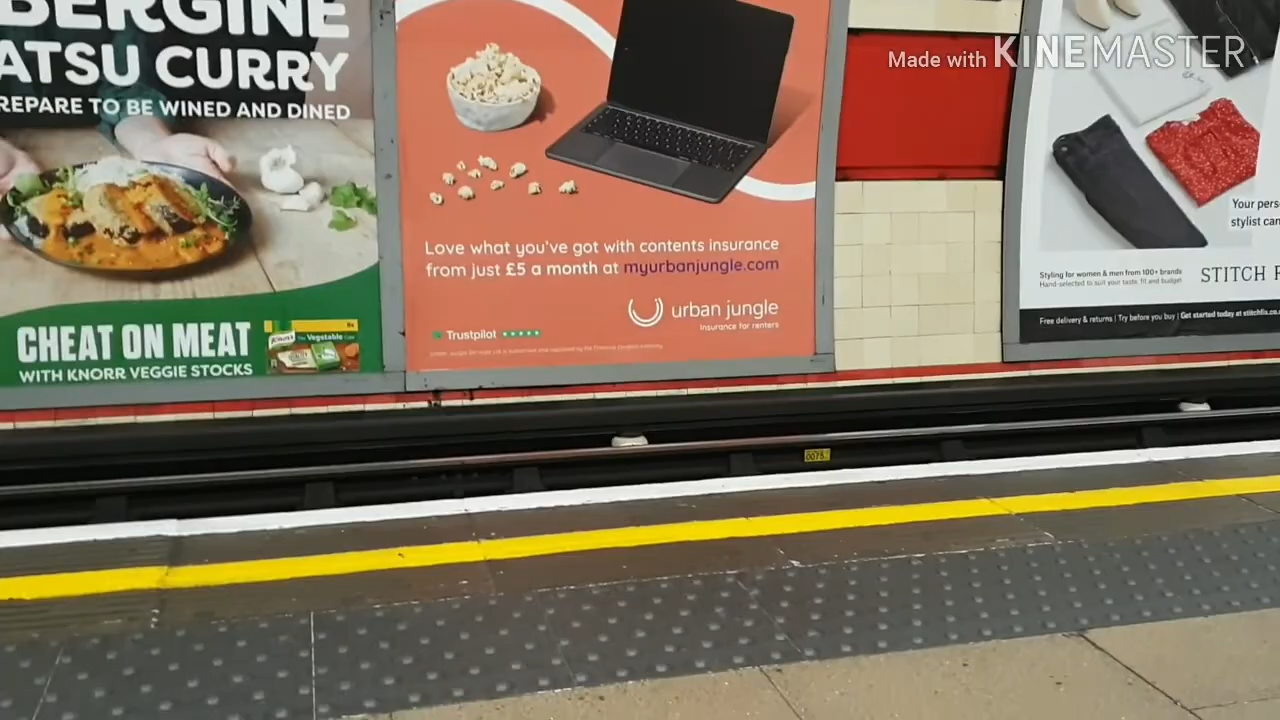 BERGINE
ATSU CURRY
REPARE TO BE WINED AND DINED
CHEAT ON MEAT
WITH KNORR VEGGIE STOCKS
Knorr
Vegetable
Love what you've got with contents insurance
from just £5 a month at myurbanjungle.com
urban jungle
Insurance for renters
Trustpilot
Made with KINEMASTER
Your pers
stylist can
Styling for women & men from 100+ brands
Hand-selected to suit your taste, fit and budget
STITCH F
Free delivery & returns | Try before you buy | Get started today at stitchfix.co.u